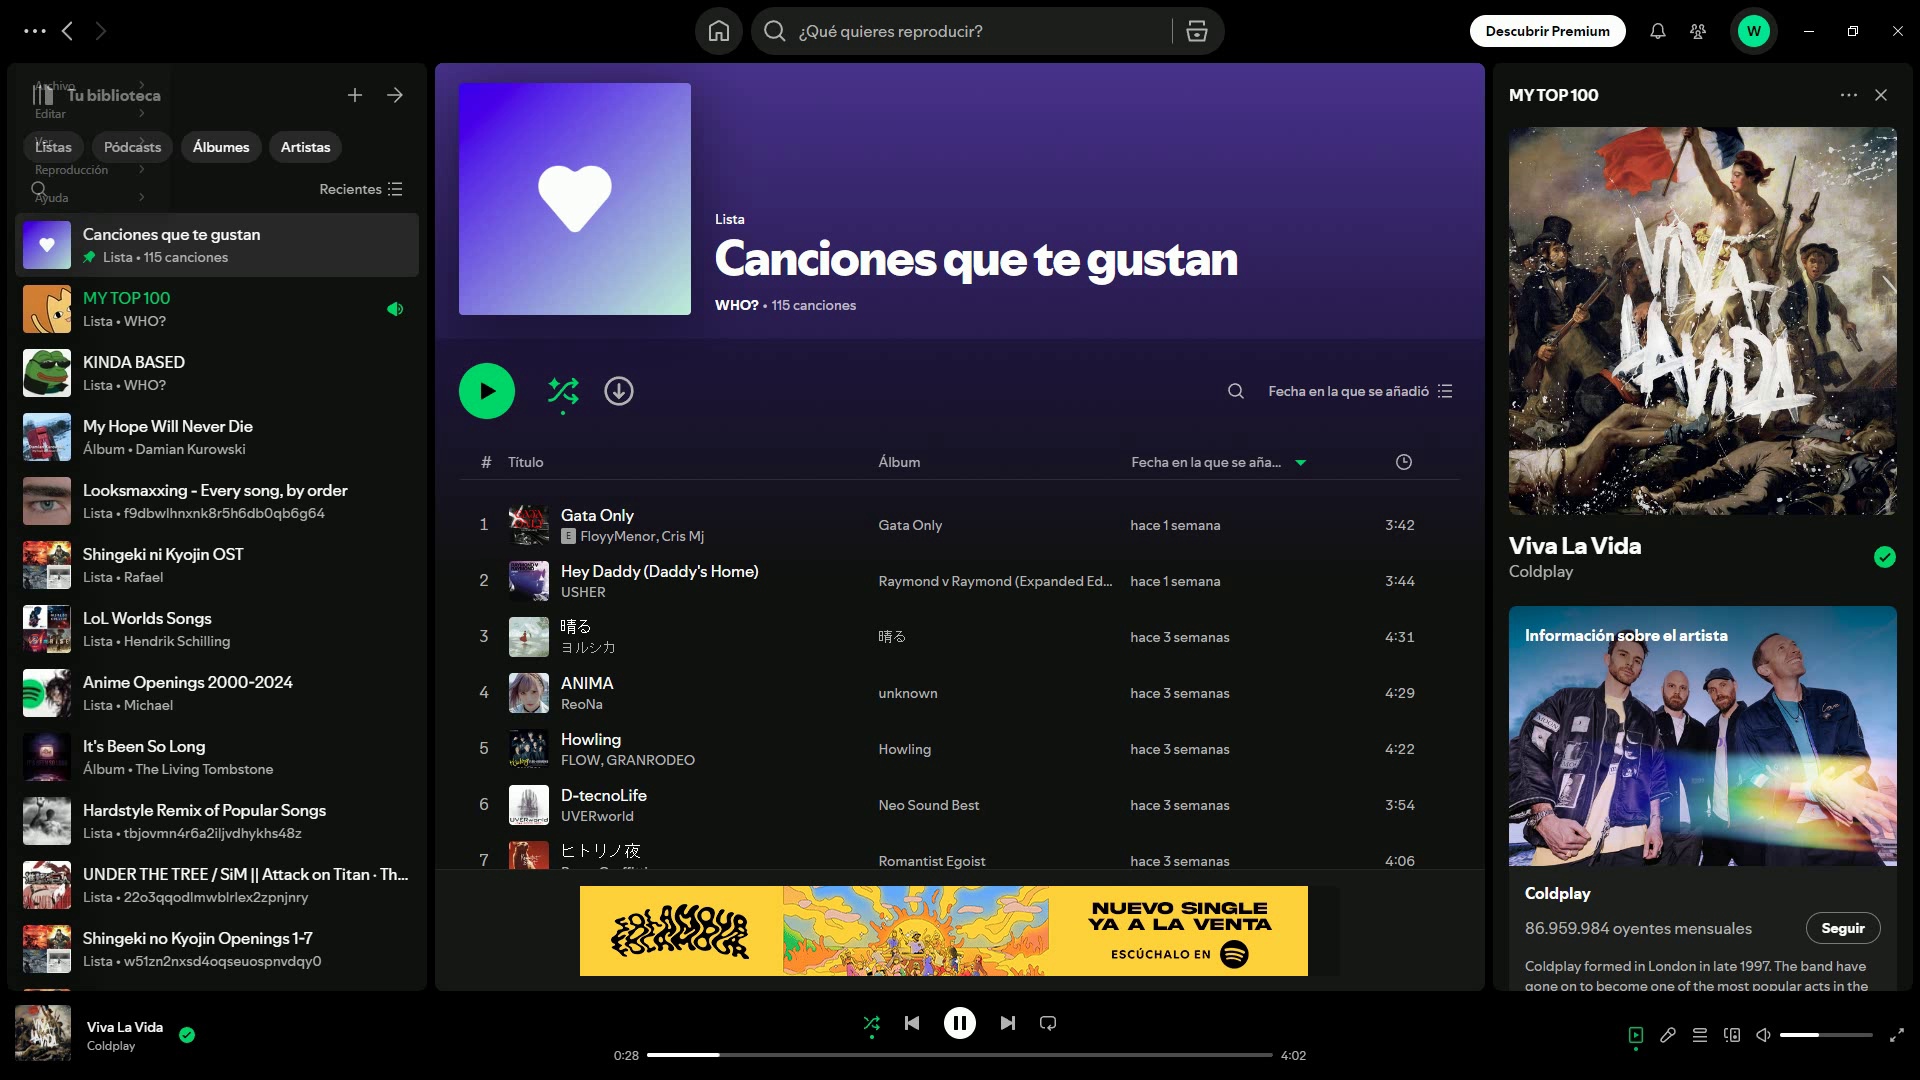 ¿Qué quieres reproducir?
Descubrir Premium
W
Archivo
Tu biblioteca
Editar
Ver
Listas
Pódcasts
Álbumes
Artistas
Reproducción
Ayuda
Recientes
Canciones que te gustan
Lista • 115 canciones
MY TOP 100
Lista • WHO?
KINDA BASED
Lista • WHO?
My Hope Will Never Die
Álbum • Damian Kurowski
Looksmaxxing - Every song, by order
Lista • f9dbwlhnxnk8r5h6db0qb6g64
Shingeki ni Kyojin OST
Lista • Rafael
LoL Worlds Songs
Lista • Hendrik Schilling
Anime Openings 2000-2024
Lista • Michael
It's Been So Long
Álbum • The Living Tombstone
Hardstyle Remix of Popular Songs
Lista • tbjovmn4r6a2iljvdhykhs48z
UNDER THE TREE / SiM || Attack on Titan · Th...
Lista • 22o3qqodlmwblrlex2zpnjnry
Shingeki no Kyojin Openings 1-7
Lista • w51zn2nxsd4oqseuospnvdqy0
Lista
Canciones que te gustan
WHO? • 115 canciones
Fecha en la que se añadió
# Título Álbum Fecha en la que se aña...
1 Gata Only Gata Only hace 1 semana 3:42
E FloyyMenor, Cris Mj
2 Hey Daddy (Daddy's Home) Raymond v Raymond (Expanded Ed... hace 1 semana 3:44
USHER
3 晴る 晴る hace 3 semanas 4:31
ヨルシカ
4 ANIMA unknown hace 3 semanas 4:29
ReoNa
5 Howling Howling hace 3 semanas 4:22
FLOW, GRANRODEO
6 D-tecnoLife Neo Sound Best hace 3 semanas 3:54
UVERworld
7 ヒトリノ夜 Romantist Egoist hace 3 semanas 4:06
NUEVO SINGLE
YA A LA VENTA
ESCÚCHALO EN
MY TOP 100
VIVA
LA VIDA
Viva La Vida
Coldplay
Información sobre el artista
Coldplay
86.959.984 oyentes mensuales
Seguir
Coldplay formed in London in late 1997. The band have
gone on to become one of the most popular acts in the
Viva La Vida
Coldplay
0:28
4:02